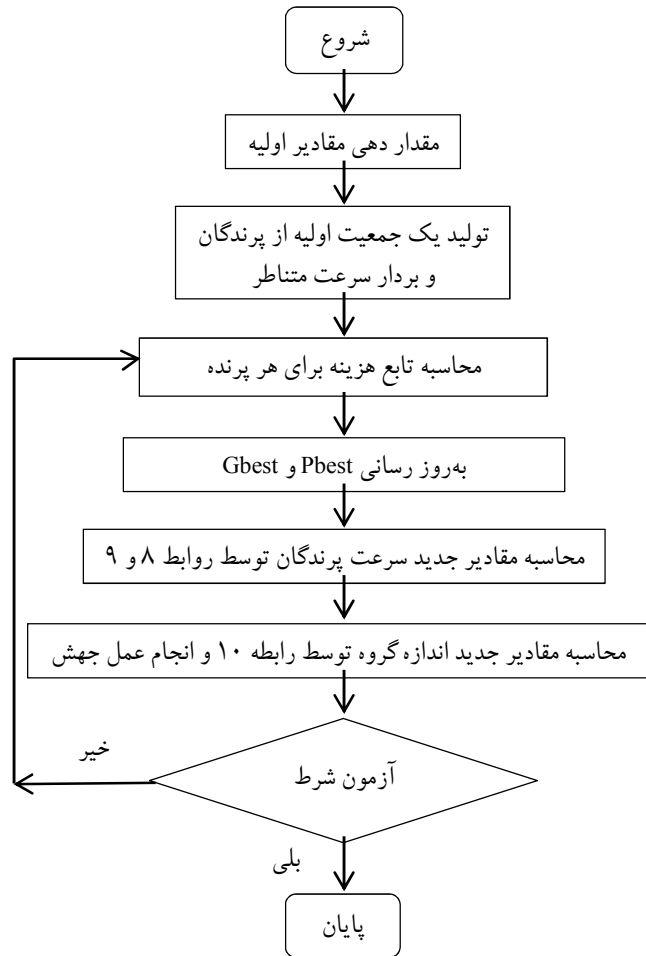 شروع
مقدار دهی مقادیر اولیه
تولید یک جمعیت اولیه از پرندگان
و بردار سرعت متناطر
محاسبه تابع هزینه برای هر پرنده
به‌روز رسانی Pbest و Gbest
محاسبه مقادیر جدید سرعت پرندگان توسط روابط ۸ و ۹
محاسبه مقادیر جدید اندازه گروه توسط رابطه ۱۰ و انجام عمل جهش
خیر
آزمون شرط
بلی
پایان